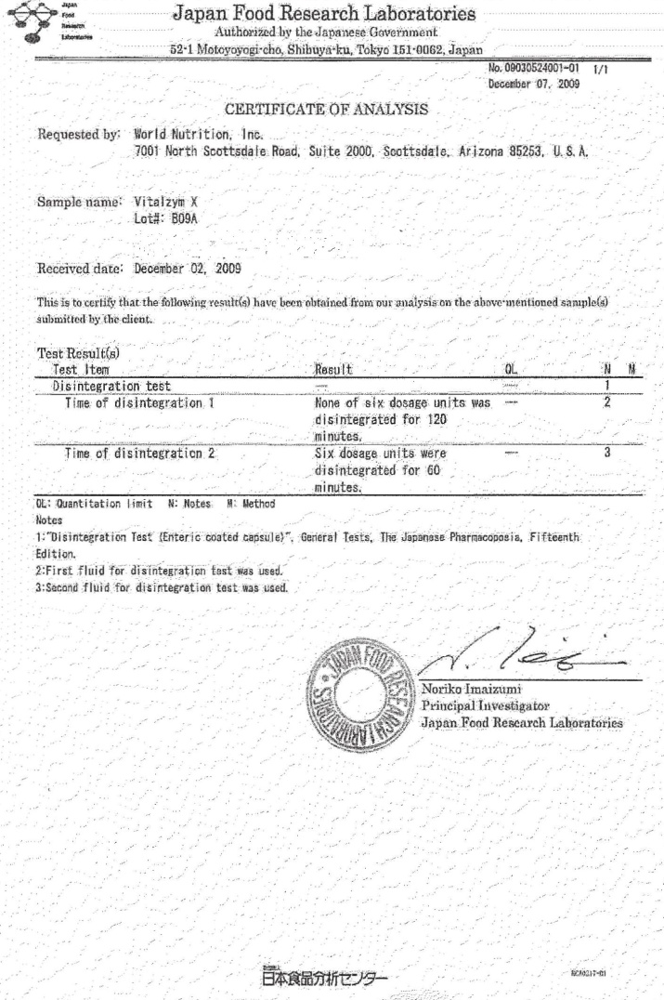 Japan
Food
Research
Laboratories
Japan Food Research Laboratories
Authorized by the Japanese Government
52-1 Motoyoyogi-cho, Shibuya-ku, Tokyo 151-0062, Japan
No. 09030524001-01 1/1
December 07, 2009
CERTIFICATE OF ANALYSIS
Requested by: World Nutrition, Inc.
7001 North Scottsdale Road, Suite 2000, Scottsdale, Arizona 85253, U.S.A.
Sample name: Vitalzym X
Lot#: B09A
Received date: December 02, 2009
This is to certify that the following result(s) have been obtained from our analysis on the above-mentioned sample(s)
submitted by the client.
Test Result(s)
Test Item Result QL N M
Disintegration test — — 1
Time of disintegration 1 None of six dosage units was — 2
disintegrated for 120
minutes.
Time of disintegration 2 Six dosage units were — 3
disintegrated for 60
minutes.
QL: Quantitation limit N: Notes M: Method
Notes
1:"Disintegration Test (Enteric coated capsule)", General Tests, The Japanese Pharmacoposia, Fifteenth
Edition.
2:First fluid for disintegration test was used.
3:Second fluid for disintegration test was used.
JAPAN FOOD RESEARCH LABORATORIES
Noriko Imaizumi
Principal Investigator
Japan Food Research Laboratories
日本食品分析センター